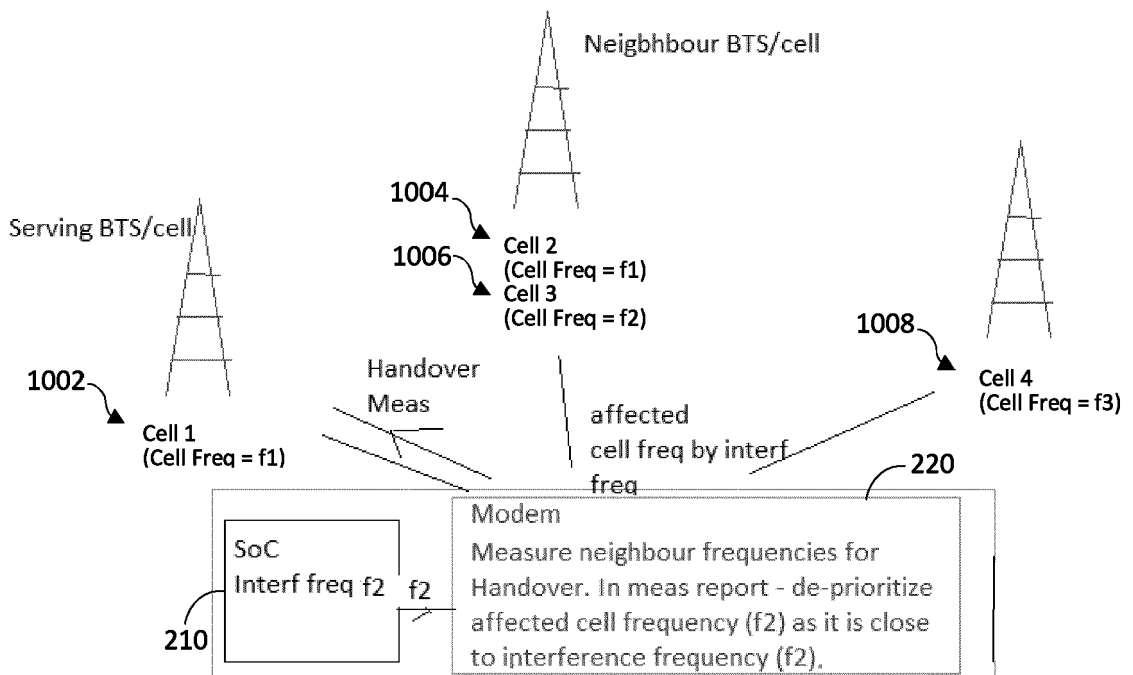 Neigbhbour BTS/cell
1004
Serving BTS/cell
Cell 2
(Cell Freq = f1)
1006
Cell 3
(Cell Freq = f2)
1008
Handover
Meas
1002
Cell 4
(Cell Freq = f3)
Cell 1
(Cell Freq = f1)
affected
cell freq by interf
freq
220
Modem
Measure neighbour frequencies for
Handover. In meas report - de-prioritize
affected cell frequency (f2) as it is close
to interference frequency (f2).
SoC
Interf freq f2
f2
210